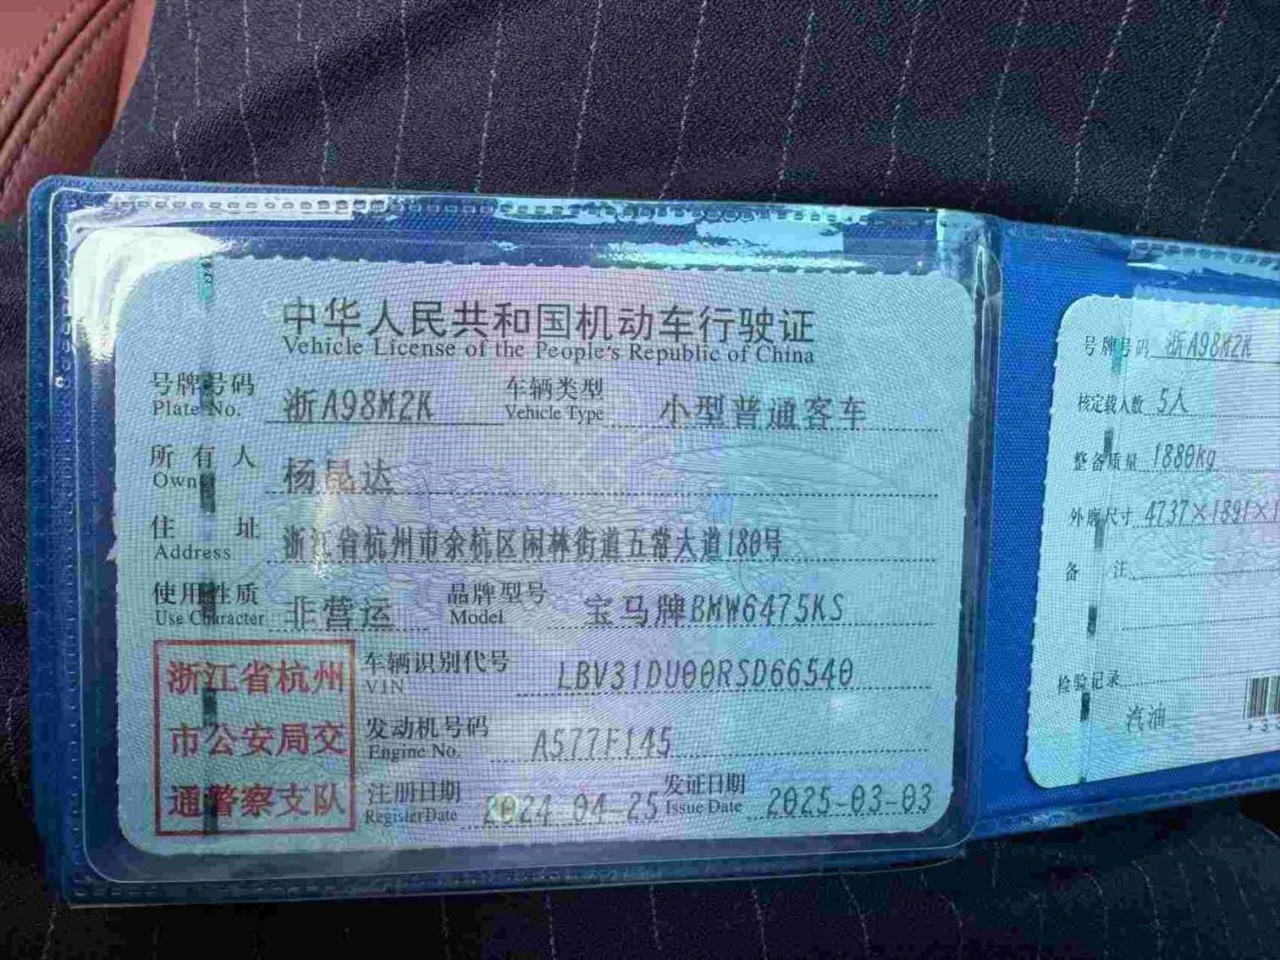 中华人民共和国机动车行驶证
Vehicle License of the People's Republic of China
号牌号码 浙A98M2K 车辆类型 小型普通客车
Plate No. Vehicle Type
所有人 杨昆达
Owner
住址 浙江省杭州市余杭区闲林街道五常大道180号
Address
使用性质 非营运 品牌型号 宝马牌BMW6475KS
Use Character Model
浙江省杭州
市公安局交
通警察支队
车辆识别代号 LBV31DU00RSD66540
VIN
发动机号码 A577F145
Engine No.
注册日期 2024-04-25 发证日期 2025-03-03
Register Date Issue Date
号牌号码 浙A98M2K
核定载人数 5人
整备质量 1880kg
外廓尺寸 4737×1891×1
备注
检验记录
汽油